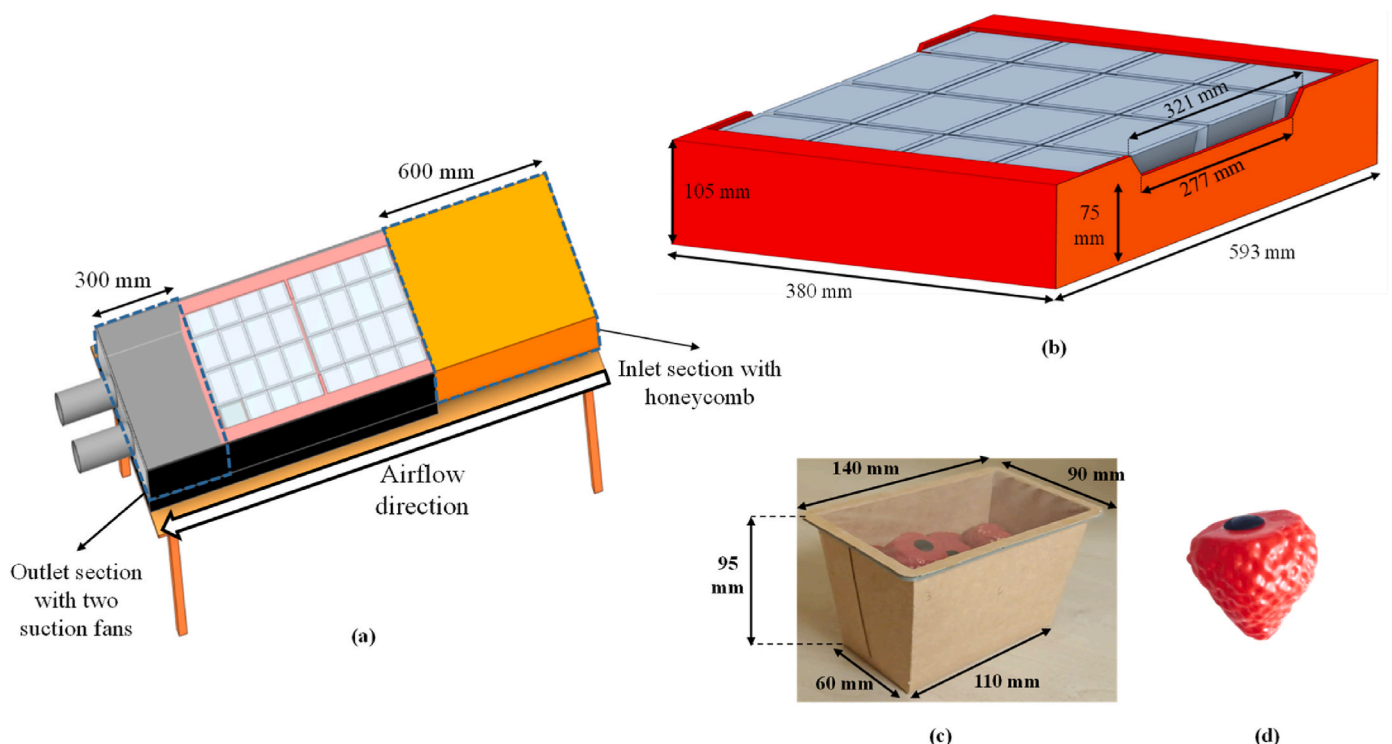 600 mm
300 mm
Inlet section with
honeycomb
Airflow
direction
Outlet section
with two
suction fans
(a)
321 mm
277 mm
105 mm
75
mm
593 mm
380 mm
(b)
140 mm
90 mm
95
mm
60 mm
110 mm
(c)
(d)